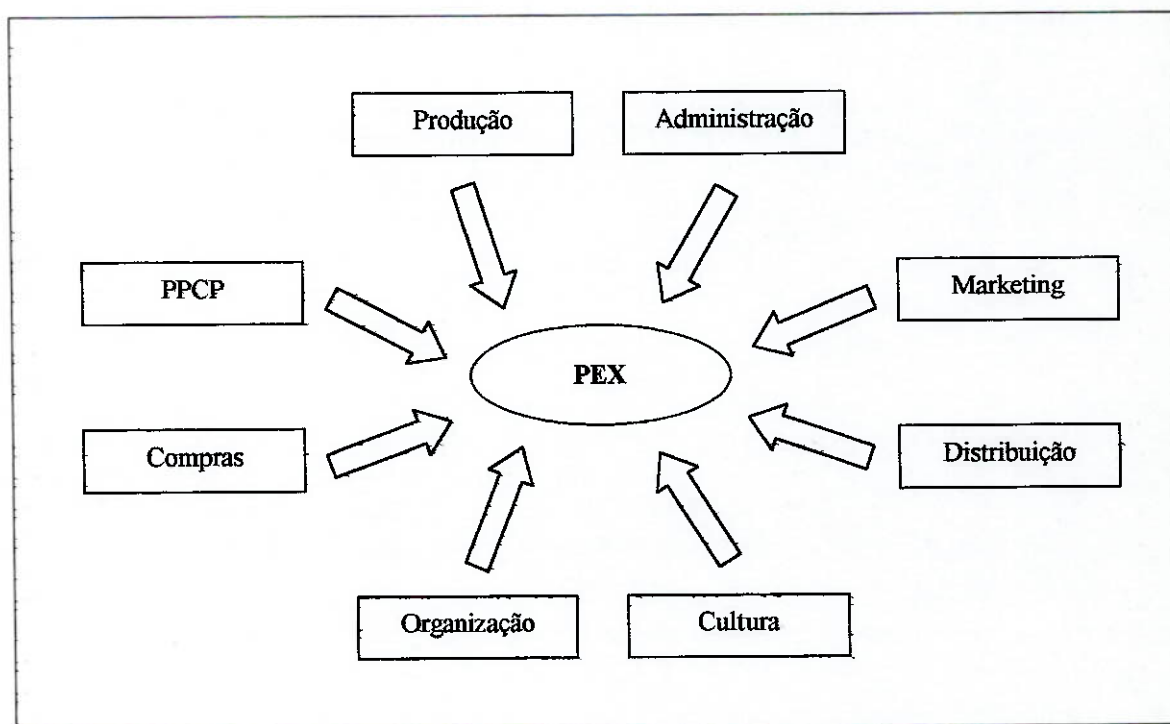 Produção
Administração
PPCP
Marketing
PEX
Compras
Distribuição
Organização
Cultura